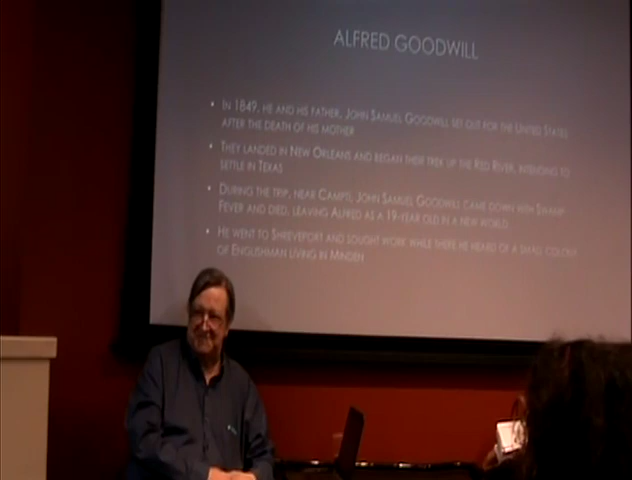 ALFRED GOODWILL
• IN 1849, HE AND HIS FATHER, JOHN SAMUEL GOODWILL SET OUT FOR THE UNITED STATES
AFTER THE DEATH OF HIS MOTHER
• THEY LANDED IN NEW ORLEANS AND BEGAN THEIR TREK UP THE RED RIVER, INTENDING TO
SETTLE IN TEXAS
• DURING THE TRIP, NEAR CAMPTI, JOHN SAMUEL GOODWILL CAME DOWN WITH SWAMP
FEVER AND DIED, LEAVING ALFRED AS A 19-YEAR OLD IN A NEW WORLD
• HE WENT TO SHREVEPORT AND SOUGHT WORK WHILE THERE HE HEARD OF A SMALL COLONY
OF ENGLISHMAN LIVING IN MINDEN